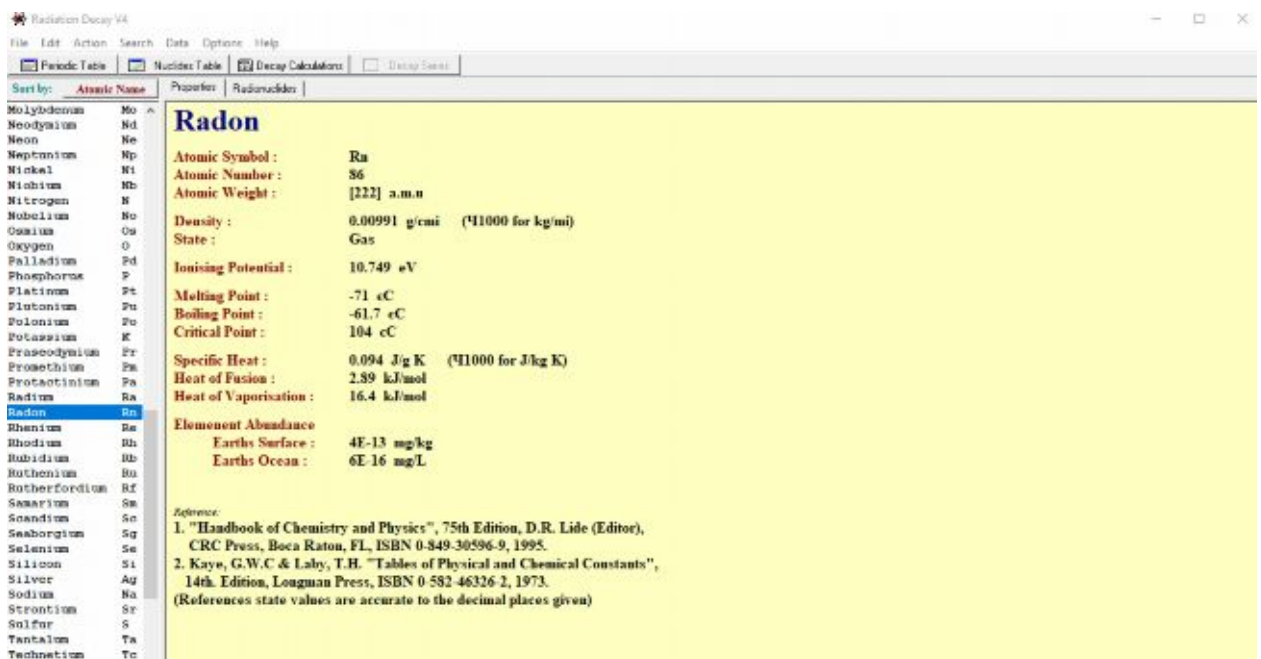 Radiation Decay V4
File Edit Action Search Data Options Help
Periodic Table Nuclides Table Decay Calculations Decay Series
Sort by: Atomic Name Properties Radionuclides
Molybdenum Mo
Neodymium Nd
Neon Ne
Neptunium Np
Nickel Ni
Niobium Nb
Nitrogen N
Nobelium No
Osmium Os
Oxygen O
Palladium Pd
Phosphorus P
Platinum Pt
Plutonium Pu
Polonium Po
Potassium K
Praseodymium Pr
Promethium Pm
Protactinium Pa
Radium Ra
Radon Rn
Rhenium Re
Rhodium Rh
Rubidium Rb
Ruthenium Ru
Rutherfordium Rf
Samarium Sm
Scandium Sc
Seaborgium Sg
Selenium Se
Silicon Si
Silver Ag
Sodium Na
Strontium Sr
Sulfur S
Tantalum Ta
Technetium Tc
Radon
Atomic Symbol : Rn
Atomic Number : 86
Atomic Weight : [222] a.m.u
Density : 0.00991 g/cmi (Ч1000 for kg/mi)
State : Gas
Ionising Potential : 10.749 eV
Melting Point : -71 єC
Boiling Point : -61.7 єC
Critical Point : 104 єC
Specific Heat : 0.094 J/g K (Ч1000 for J/kg K)
Heat of Fusion : 2.89 kJ/mol
Heat of Vaporisation : 16.4 kJ/mol
Elemenent Abundance
Earths Surface : 4E-13 mg/kg
Earths Ocean : 6E-16 mg/L
Reference:
1. "Handbook of Chemistry and Physics", 75th Edition, D.R. Lide (Editor),
CRC Press, Boca Raton, FL, ISBN 0-849-30596-9, 1995.
2. Kaye, G.W.C & Laby, T.H. "Tables of Physical and Chemical Constants",
14th. Edition, Longman Press, ISBN 0-582-46326-2, 1973.
(References state values are accurate to the decimal places given)